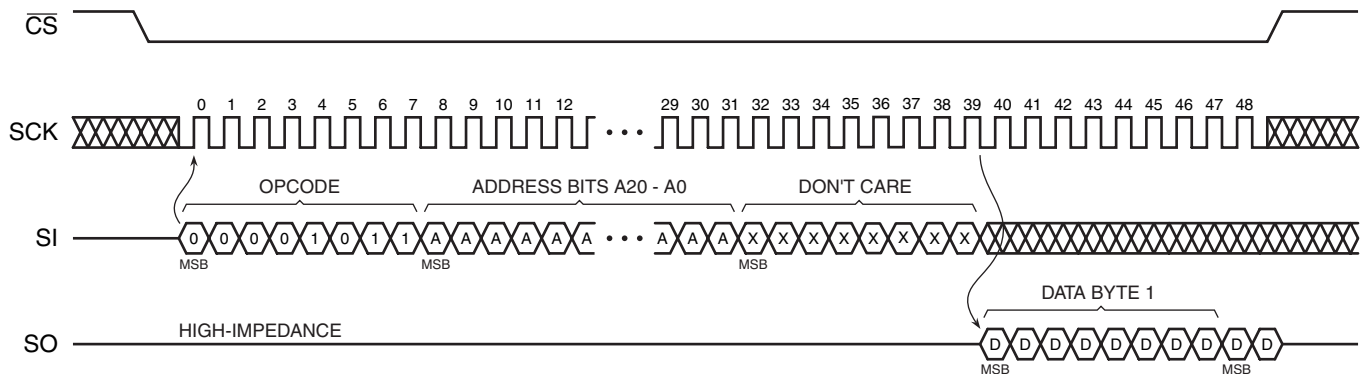 CS
0 1 2 3 4 5 6 7 8 9 10 11 12 29 30 31 32 33 34 35 36 37 38 39 40 41 42 43 44 45 46 47 48
SCK
OPCODE ADDRESS BITS A20 - A0 DON'T CARE
SI 0 0 0 0 1 0 1 1 A A A A A A A A A X X X X X X X X
MSB MSB MSB
DATA BYTE 1
HIGH-IMPEDANCE
SO D D D D D D D D D D
MSB MSB